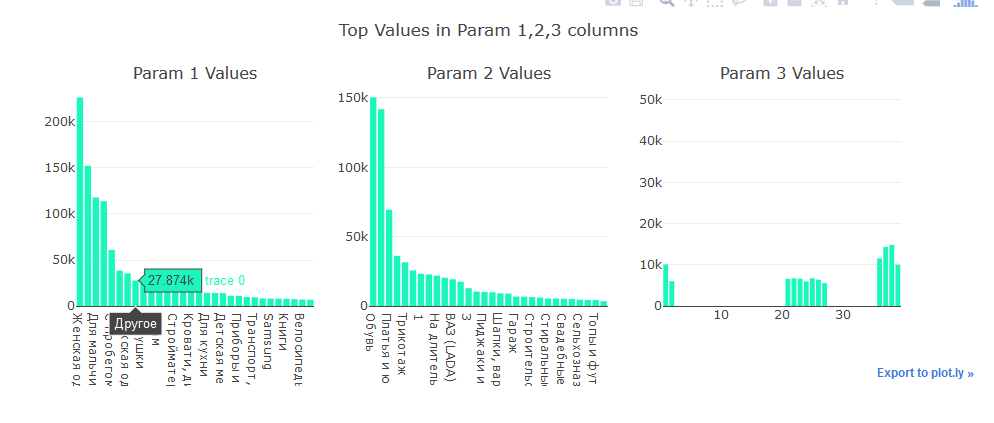 Top Values in Param 1,2,3 columns
Param 1 Values
Param 2 Values
Param 3 Values
200k
150k
100k
50k
0
27.874k
trace 0
Другое
Женская од
Для мальчи
С пробегом
жская од
ушки
м
Стройматер
Кровати, ди
Для кухни
Детская ме
Приборы и
Транспорт,
Samsung
Книги
Велосипедь
150k
100k
50k
0
Обувь
Платья и ю
Трикотаж
1
На длитель
ВАЗ (LADA)
3
Пиджаки и
Шапки, вар
Гараж
Строительс
Стиральные
Свадебные
Сельхозназ
Топы и фут
50k
40k
30k
20k
10k
0
10
20
30
Export to plot.ly »